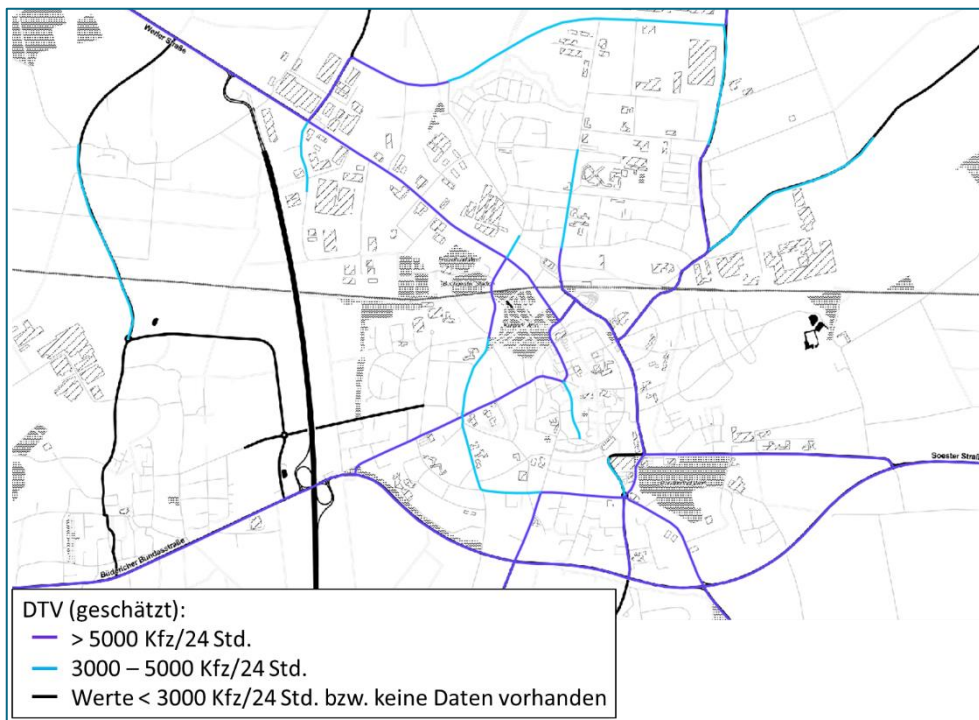 Werler Straße
Soester Straß
Büdericher Bundesstraße
DTV (geschätzt):
> 5000 Kfz/24 Std.
3000 – 5000 Kfz/24 Std.
Werte < 3000 Kfz/24 Std. bzw. keine Daten vorhanden